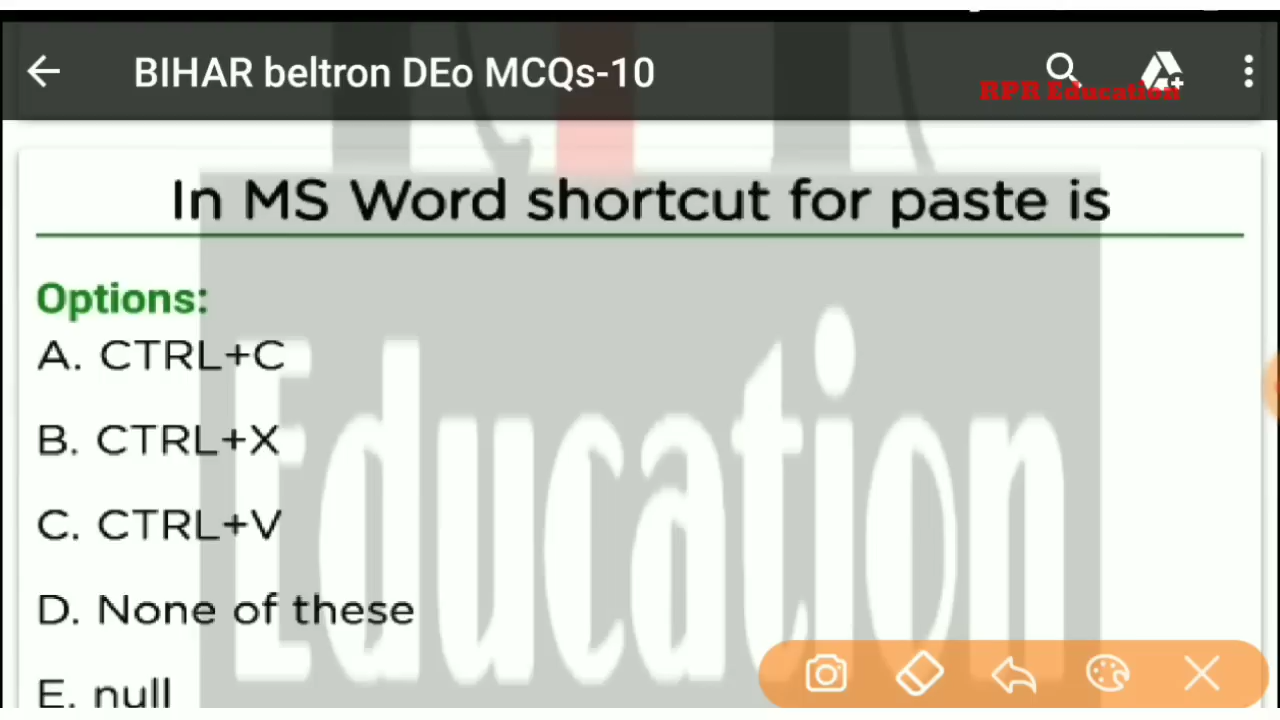 BIHAR beltron DEo MCQs-10
RPR Education
In MS Word shortcut for paste is
Options:
A. CTRL+C
B. CTRL+X
C. CTRL+V
D. None of these
E. null
Education